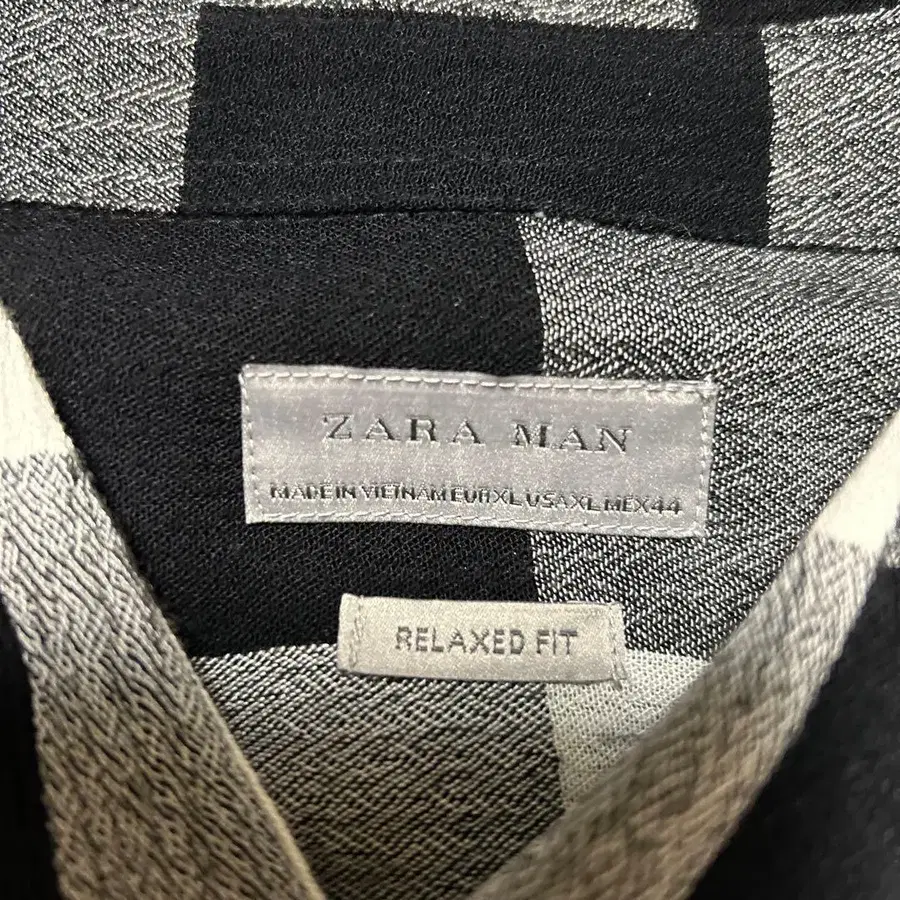 ZARA MAN
MADE IN VIETNAM EUR XL USA XL MEX 44
RELAXED FIT